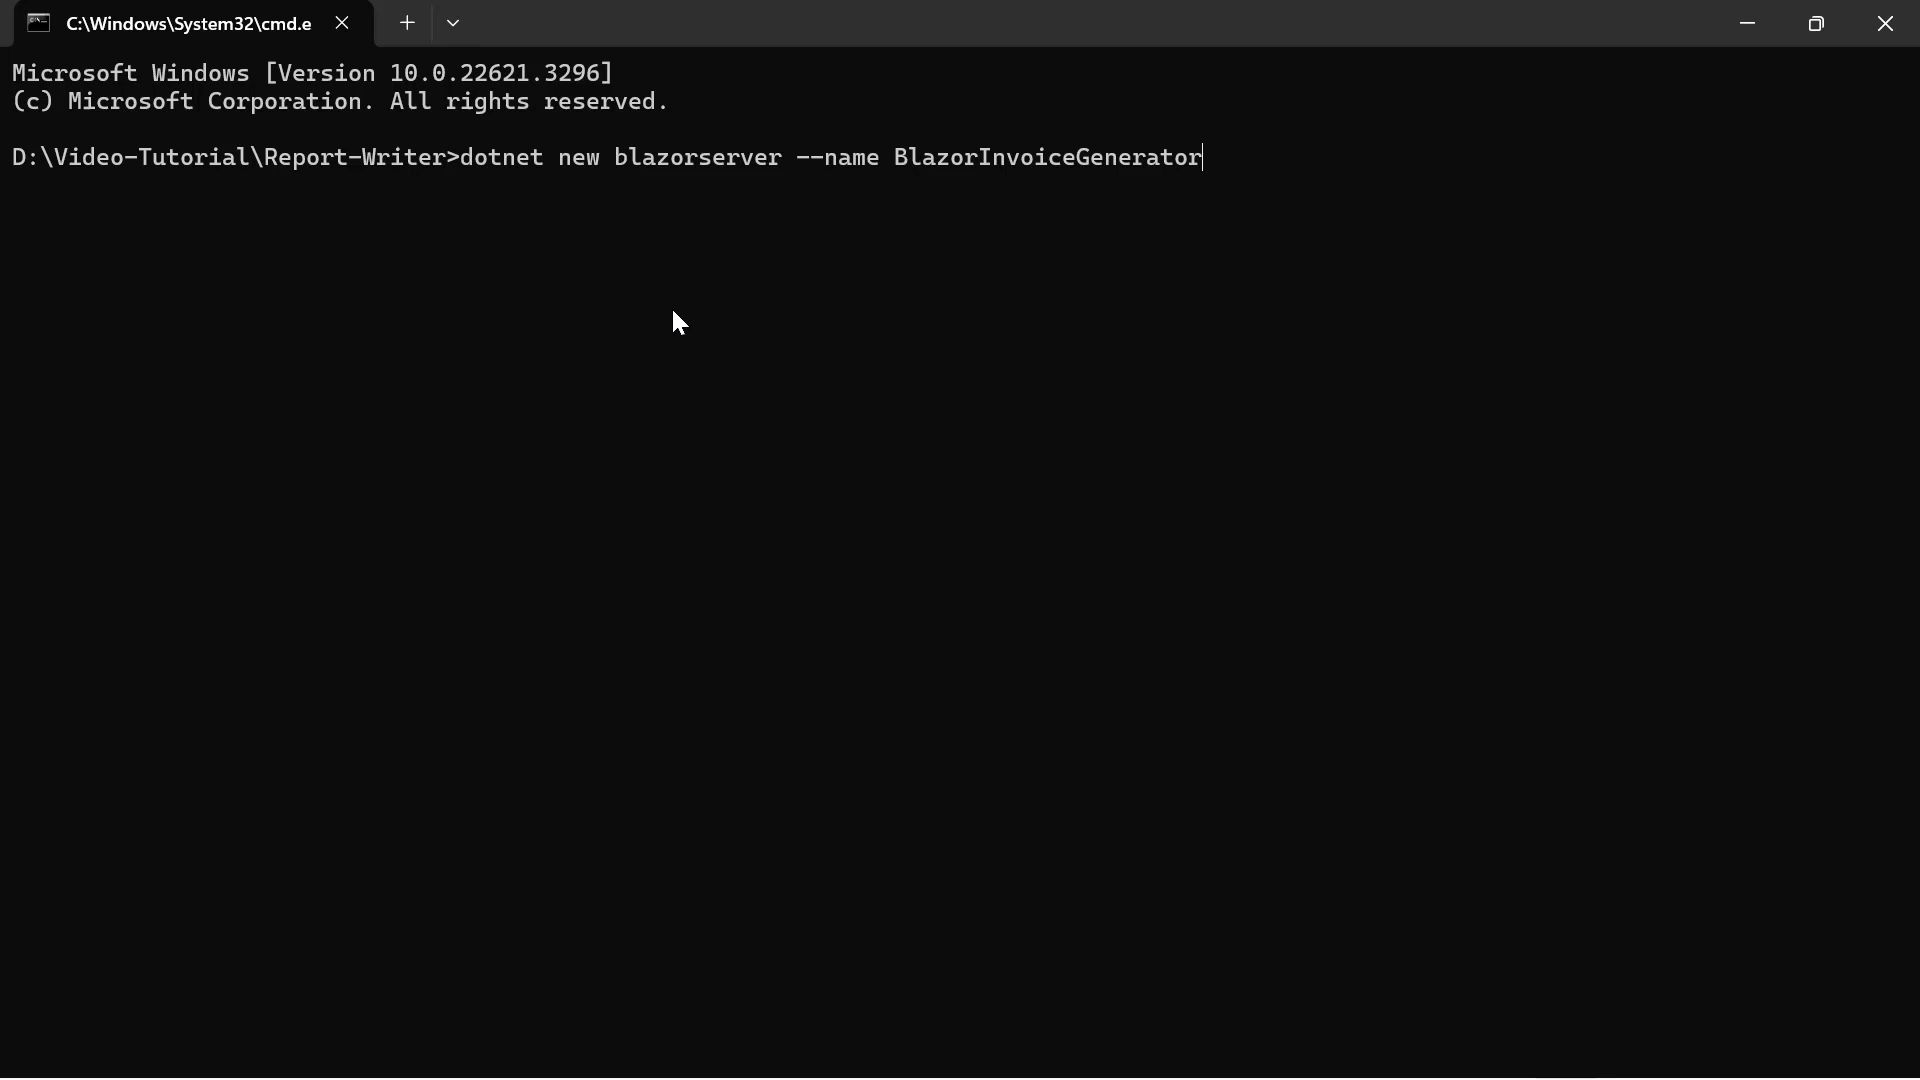 C:\Windows\System32\cmd.e
Microsoft Windows [Version 10.0.22621.3296]
(c) Microsoft Corporation. All rights reserved.
D:\Video-Tutorial\Report-Writer>dotnet new blazorserver --name BlazorInvoiceGenerator